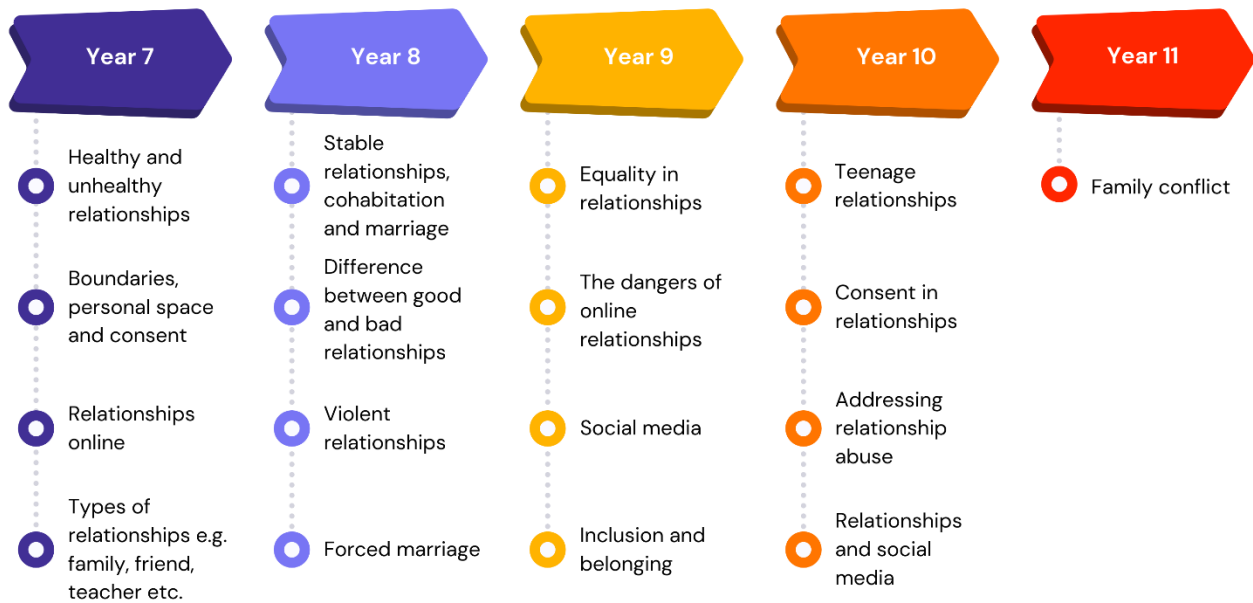 Year 7
Healthy and
unhealthy
relationships
Boundaries,
personal space
and consent
Relationships
online
Types of
relationships e.g.
family, friend,
teacher etc.
Year 8
Stable
relationships,
cohabitation
and marriage
Difference
between good
and bad
relationships
Violent
relationships
Forced marriage
Year 9
Equality in
relationships
The dangers of
online
relationships
Social media
Inclusion and
belonging
Year 10
Teenage
relationships
Consent in
relationships
Addressing
relationship
abuse
Relationships
and social
media
Year 11
Family conflict